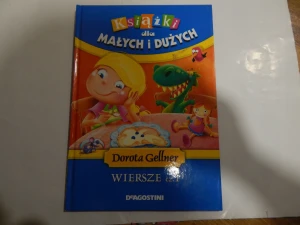 Książki
dla
MAŁYCH i DUŻYCH
Dorota Gellner
WIERSZE
DeAGOSTINI